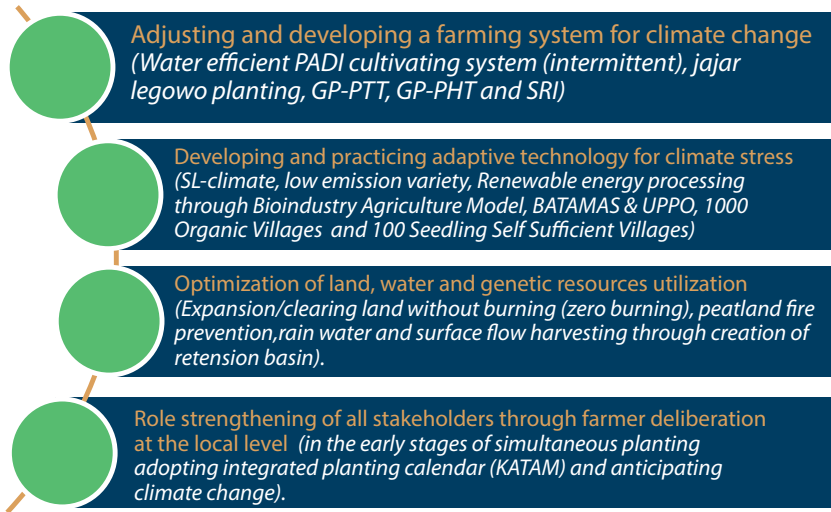 Adjusting and developing a farming system for climate change
(Water efficient PADI cultivating system (intermittent), jajar
legowo planting, GP-PTT, GP-PHT and SRI)
Developing and practicing adaptive technology for climate stress
(SL-climate, low emission variety, Renewable energy processing
through Bioindustry Agriculture Model, BATAMAS & UPPO, 1000
Organic Villages and 100 Seedling Self Sufficient Villages)
Optimization of land, water and genetic resources utilization
(Expansion/clearing land without burning (zero burning), peatland fire
prevention,rain water and surface flow harvesting through creation of
retension basin).
Role strengthening of all stakeholders through farmer deliberation
at the local level (in the early stages of simultaneous planting
adopting integrated planting calendar (KATAM) and anticipating
climate change).